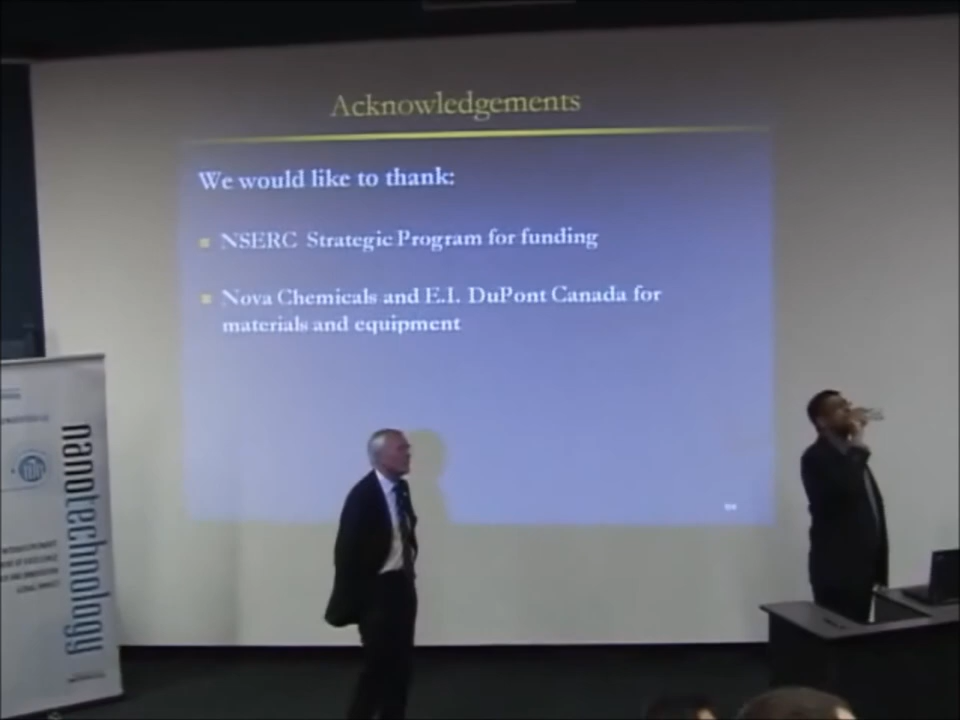 Acknowledgements
We would like to thank:
NSERC Strategic Program for funding
Nova Chemicals and E.I. DuPont Canada for
materials and equipment
nanotechnology